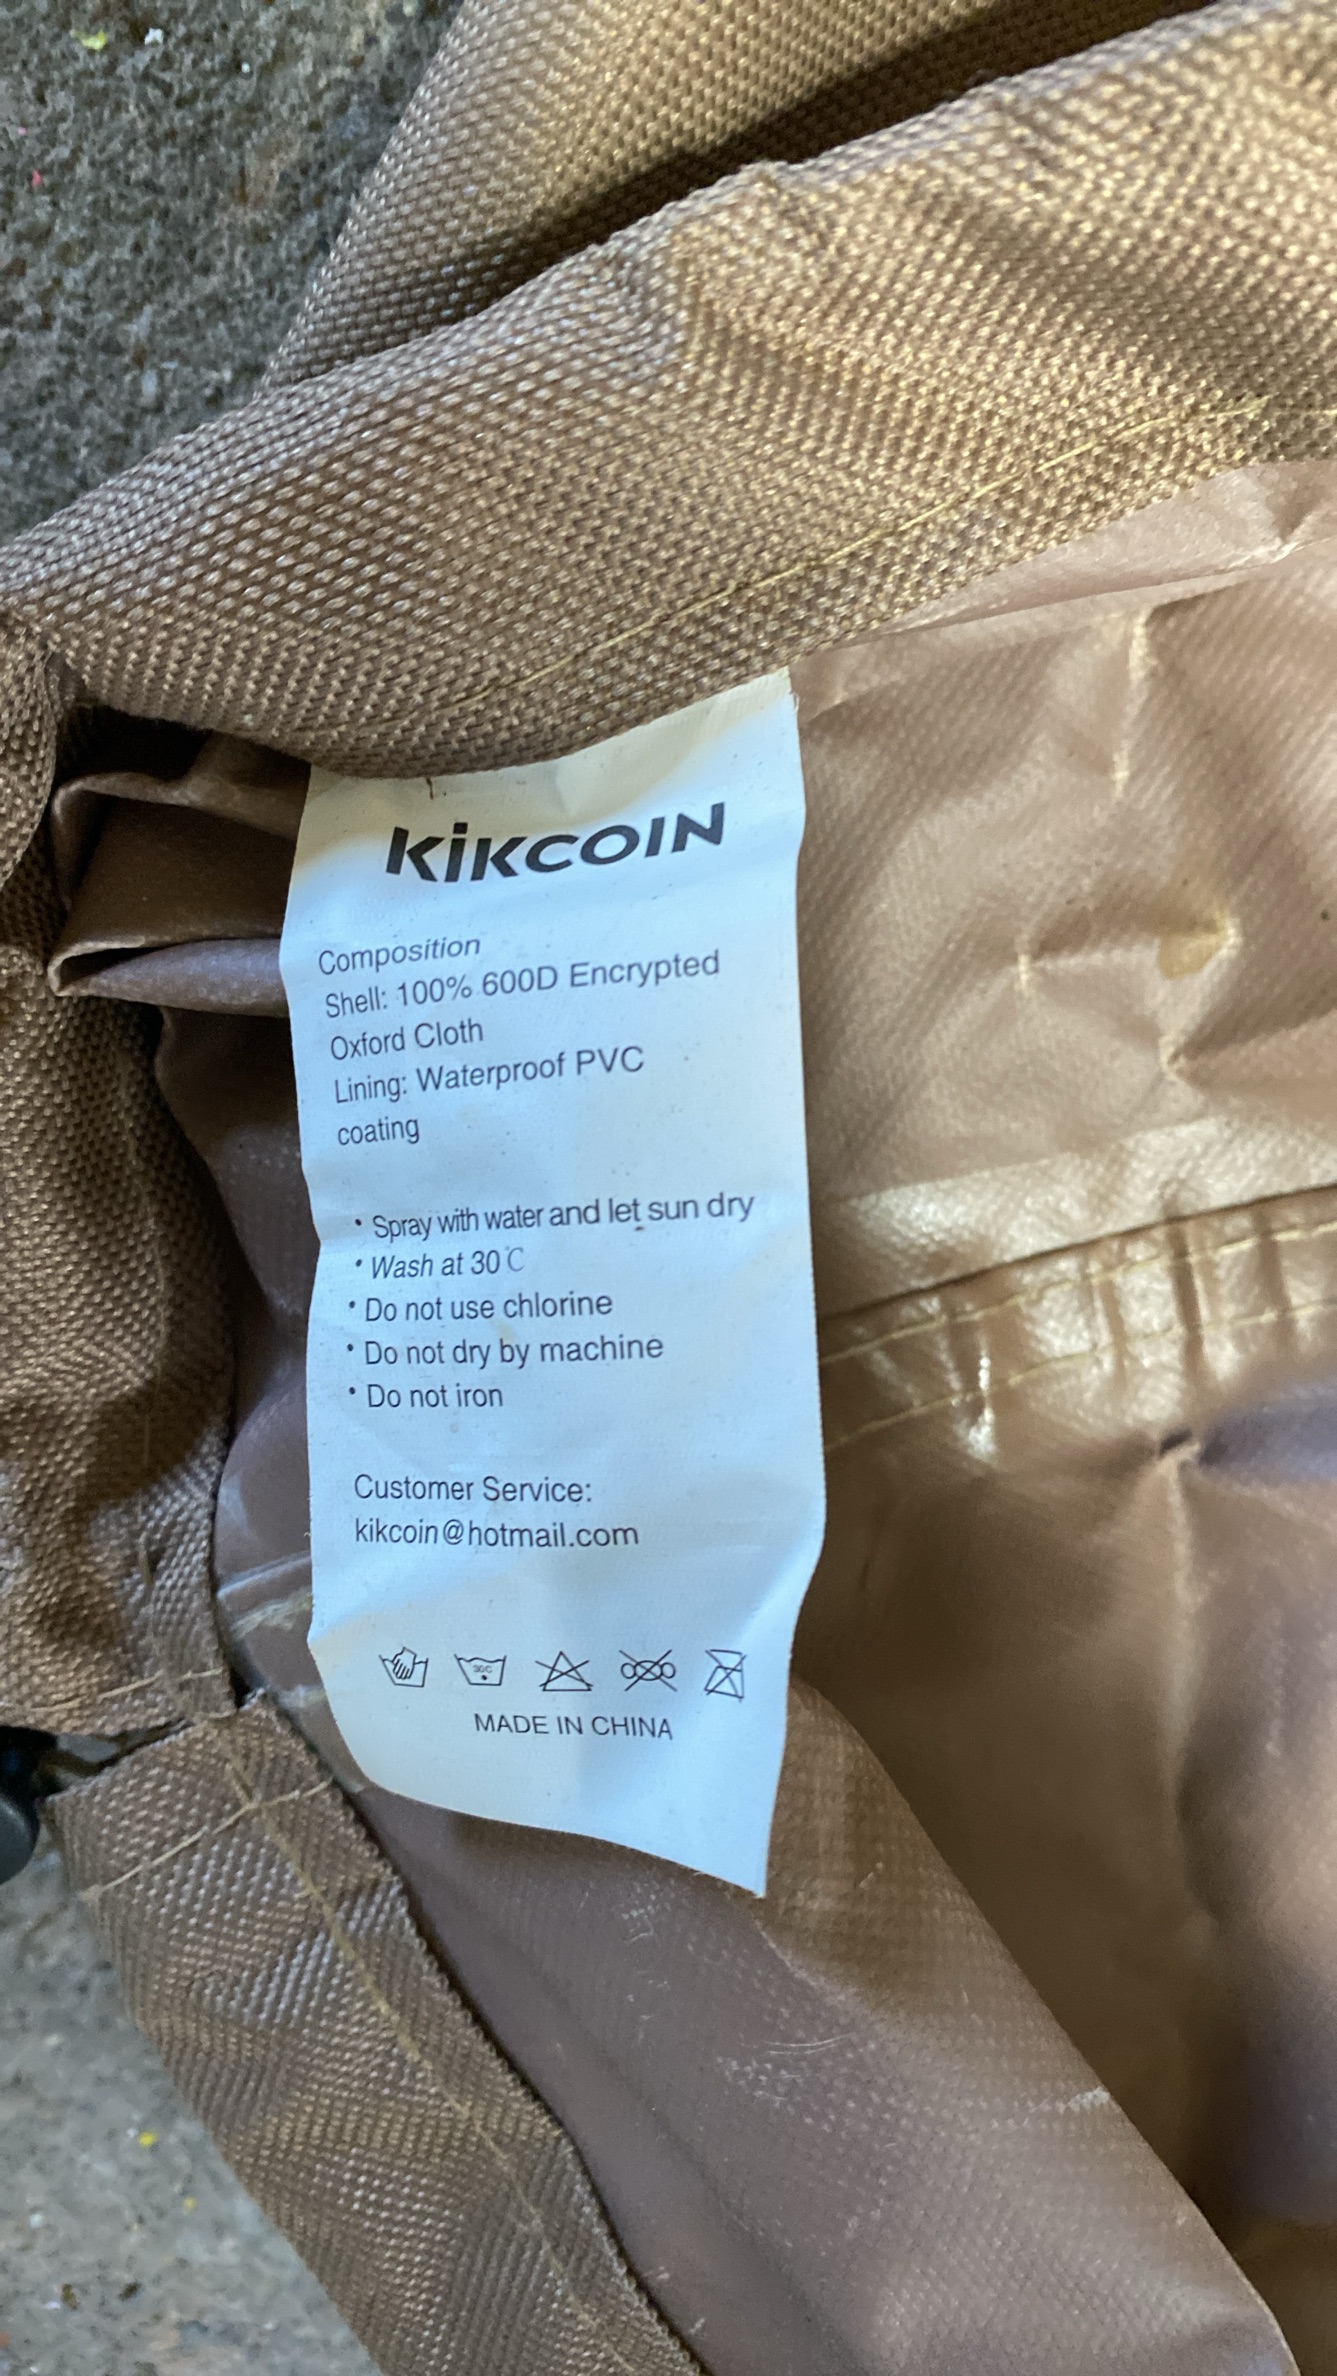 KiKCOIN
Composition
Shell: 100% 600D Encrypted
Oxford Cloth
Lining: Waterproof PVC
coating
• Spray with water and let sun dry
• Wash at 30℃
• Do not use chlorine
• Do not dry by machine
• Do not iron
Customer Service:
kikcoin@hotmail.com
30C
MADE IN CHINA